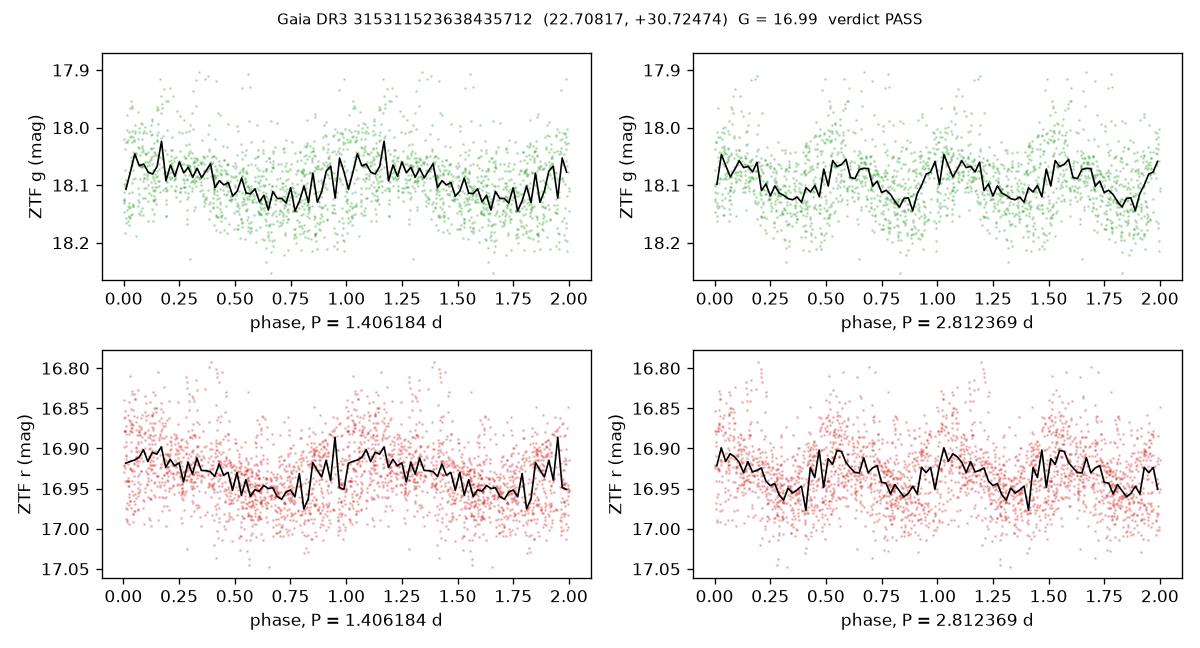 Gaia DR3 315311523638435712  (22.70817, +30.72474)  G = 16.99  verdict PASS
ZTF g (mag)
17.9
18.0
18.1
18.2
0.00 0.25 0.50 0.75 1.00 1.25 1.50 1.75 2.00
phase, P = 1.406184 d
ZTF g (mag)
17.9
18.0
18.1
18.2
0.00 0.25 0.50 0.75 1.00 1.25 1.50 1.75 2.00
phase, P = 2.812369 d
ZTF r (mag)
16.80
16.85
16.90
16.95
17.00
17.05
0.00 0.25 0.50 0.75 1.00 1.25 1.50 1.75 2.00
phase, P = 1.406184 d
ZTF r (mag)
16.80
16.85
16.90
16.95
17.00
17.05
0.00 0.25 0.50 0.75 1.00 1.25 1.50 1.75 2.00
phase, P = 2.812369 d